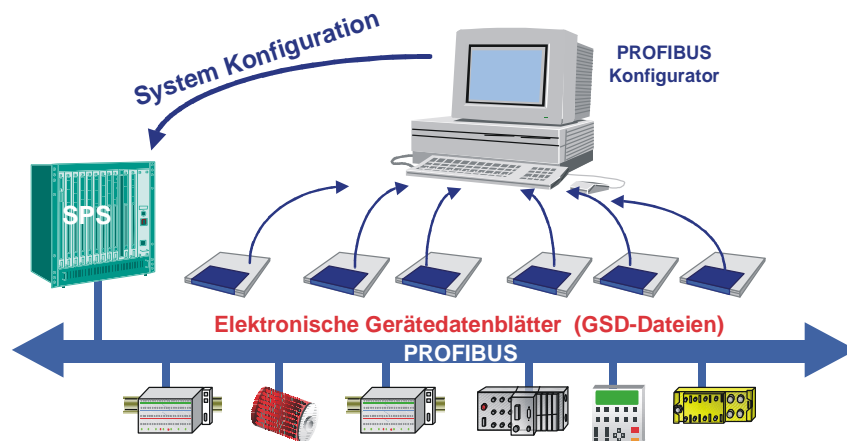 System Konfiguration
PROFIBUS
Konfigurator
SPS
Elektronische Gerätedatenblätter (GSD-Dateien)
PROFIBUS